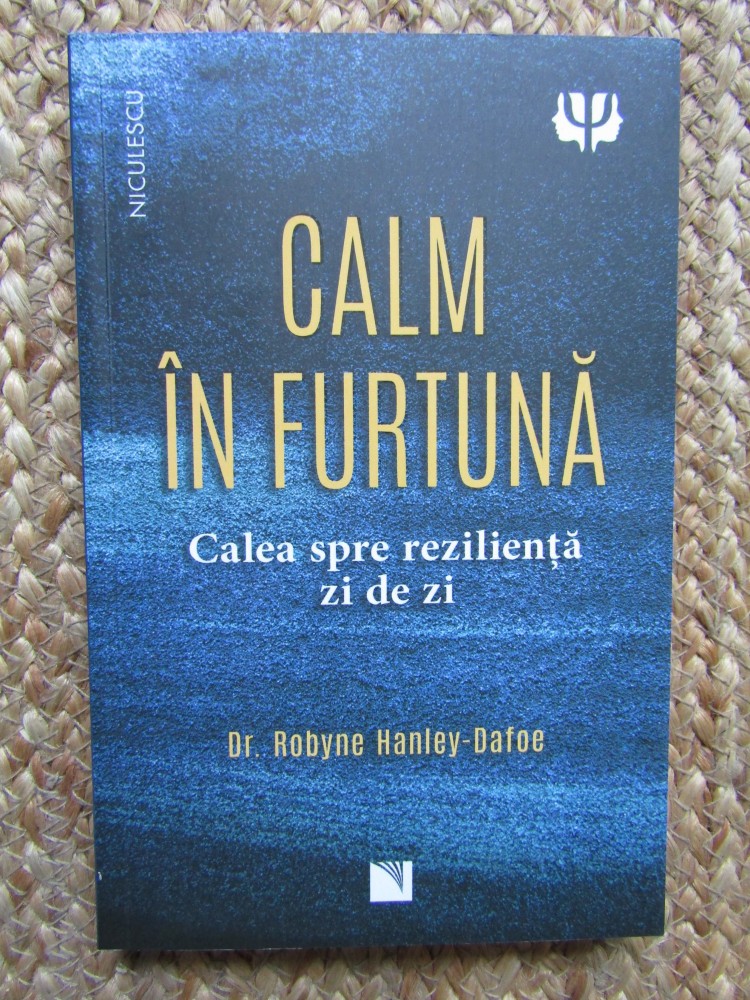 NICULESCU
CALM
ÎN FURTUNĂ
Calea spre reziliență
zi de zi
Dr. Robyne Hanley-Dafoe